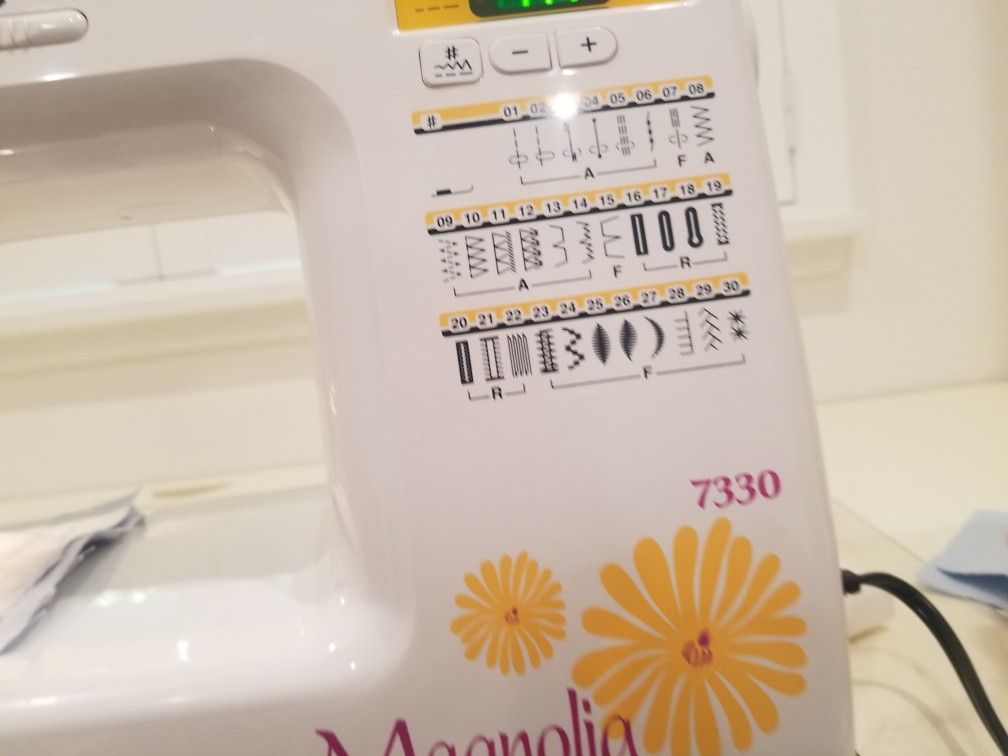 # − +
# 01 02 04 05 06 07 08
A F A
09 10 11 12 13 14 15 16 17 18 19
A F R
20 21 22 23 24 25 26 27 28 29 30
R F
7330
Magnolia